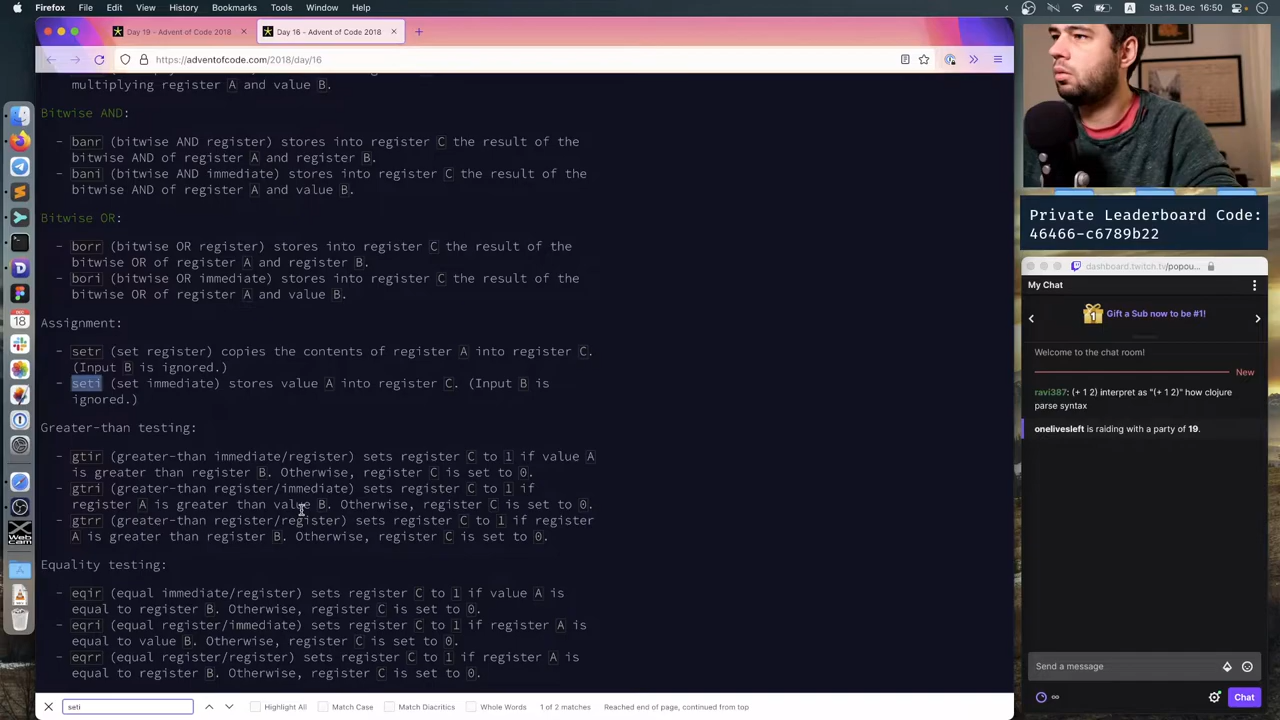 Firefox File Edit View History Bookmarks Tools Window Help
Sat 18. Dec 16:50
Day 19 - Advent of Code 2018
Day 16 - Advent of Code 2018
https://adventofcode.com/2018/day/16
multiplying register A and value B.
Bitwise AND:
- banr (bitwise AND register) stores into register C the result of the
bitwise AND of register A and register B.
- bani (bitwise AND immediate) stores into register C the result of the
bitwise AND of register A and value B.
Bitwise OR:
- borr (bitwise OR register) stores into register C the result of the
bitwise OR of register A and register B.
- bori (bitwise OR immediate) stores into register C the result of the
bitwise OR of register A and value B.
Assignment:
- setr (set register) copies the contents of register A into register C.
(Input B is ignored.)
- seti (set immediate) stores value A into register C. (Input B is
ignored.)
Greater-than testing:
- gtir (greater-than immediate/register) sets register C to 1 if value A
is greater than register B. Otherwise, register C is set to 0.
- gtri (greater-than register/immediate) sets register C to 1 if
register A is greater than value B. Otherwise, register C is set to 0.
- gtrr (greater-than register/register) sets register C to 1 if register
A is greater than register B. Otherwise, register C is set to 0.
Equality testing:
- eqir (equal immediate/register) sets register C to 1 if value A is
equal to register B. Otherwise, register C is set to 0.
- eqri (equal register/immediate) sets register C to 1 if register A is
equal to value B. Otherwise, register C is set to 0.
- eqrr (equal register/register) sets register C to 1 if register A is
equal to register B. Otherwise, register C is set to 0.
seti
Highlight All Match Case Match Diacritics Whole Words 1 of 2 matches Reached end of page, continued from top
DEC
18
Web
Cam
Private Leaderboard Code:
46466-c6789b22
dashboard.twitch.tv/popou...
My Chat
1
Gift a Sub now to be #1!
Welcome to the chat room!
New
ravi387: (+ 1 2) interpret as "(+ 1 2)" how clojure
parse syntax
onelivesleft is raiding with a party of 19.
Send a message
Chat